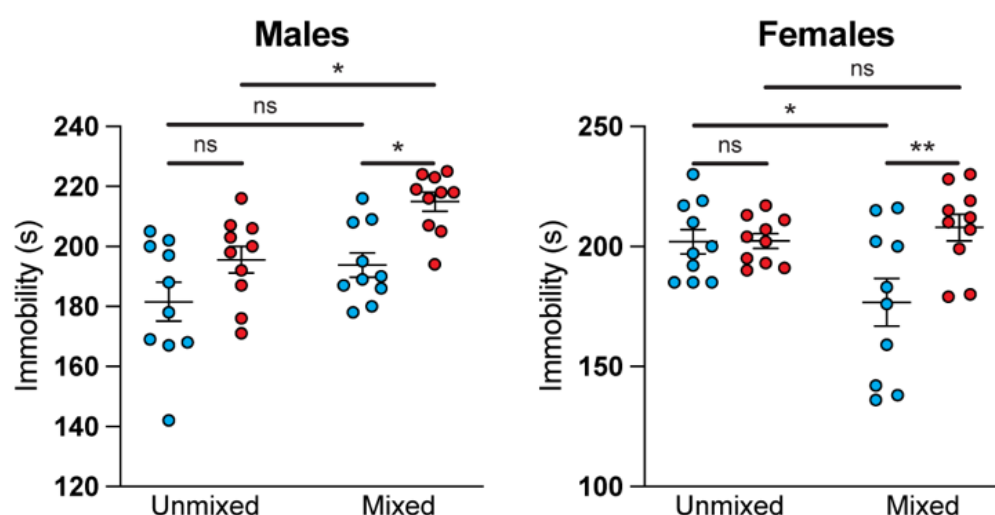 Males
*
ns
ns
*
Immobility (s)
240
220
200
180
160
140
120
Unmixed
Mixed
Females
ns
*
ns
**
Immobility (s)
200
150
100
Unmixed
Mixed